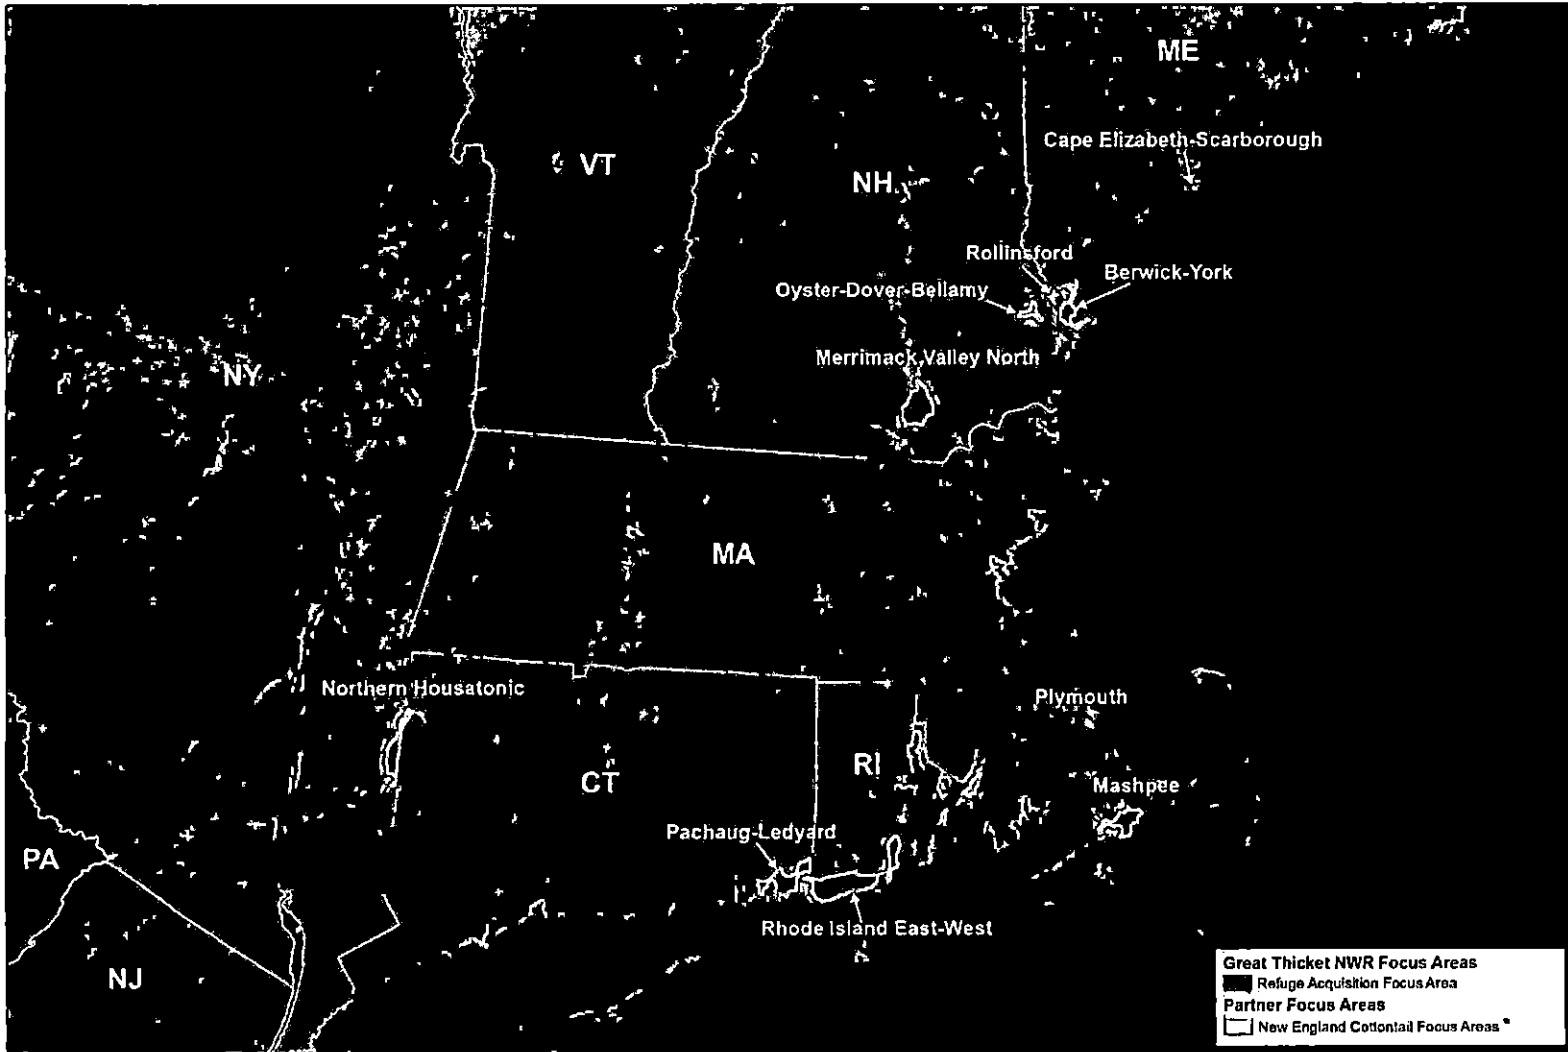 ME
Cape Elizabeth-Scarborough
VT
NH
Rollinsford
Berwick-York
Oyster-Dover-Bellamy
Merrimack Valley North
NY
MA
Northern Housatonic
Plymouth
RI
CT
Mashpee
Pachaug-Ledyard
PA
Rhode Island East-West
NJ
Great Thicket NWR Focus Areas
Refuge Acquisition Focus Area
Partner Focus Areas
New England Cottontail Focus Areas *